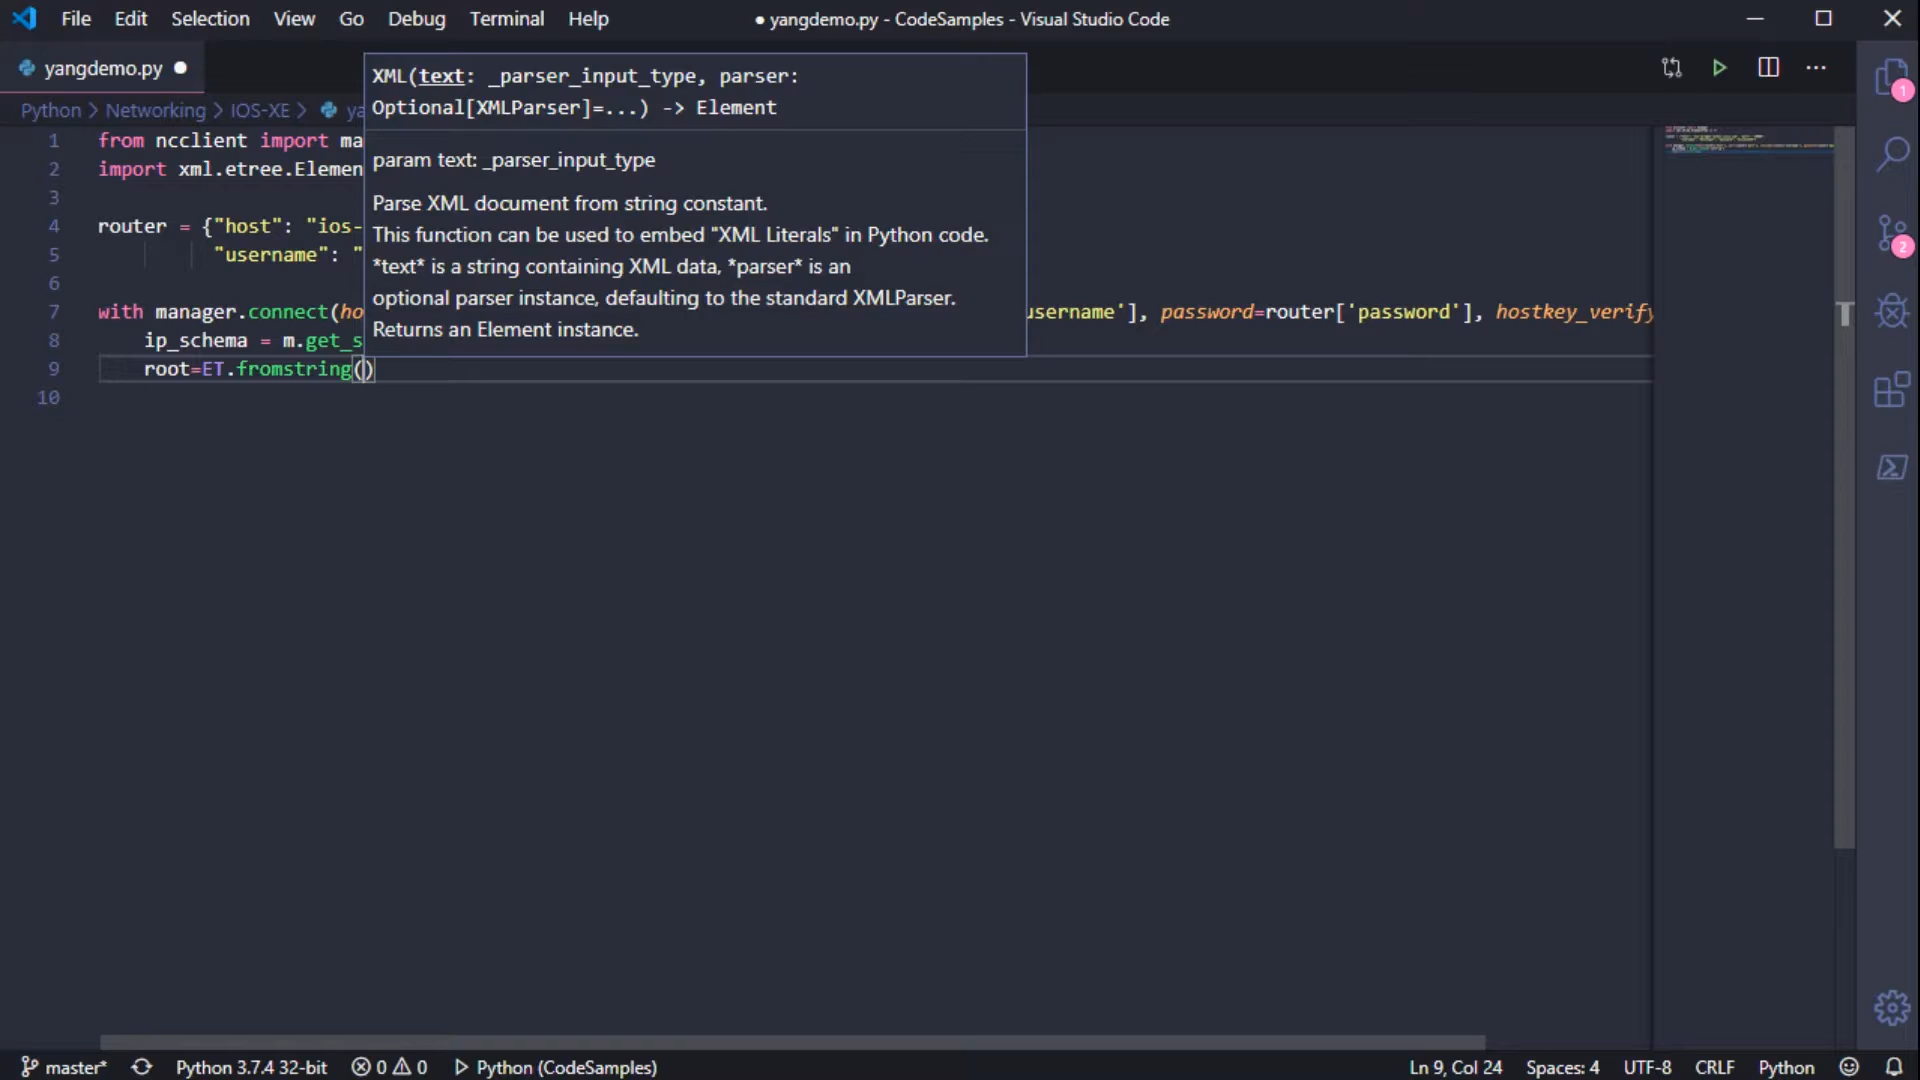 File Edit Selection View Go Debug Terminal Help
● yangdemo.py - CodeSamples - Visual Studio Code
yangdemo.py ●
Python > Networking > IOS-XE > ya
XML(text: _parser_input_type, parser:
Optional[XMLParser]=...) -> Element
param text: _parser_input_type
Parse XML document from string constant.
This function can be used to embed "XML Literals" in Python code.
*text* is a string containing XML data, *parser* is an
optional parser instance, defaulting to the standard XMLParser.
Returns an Element instance.
1 from ncclient import ma
2 import xml.etree.Elemen
3
4 router = {"host": "ios-
5 "username": "
6
7 with manager.connect(ho username'], password=router['password'], hostkey_verify
8 ip_schema = m.get_s
9 root=ET.fromstring()
10
1
2
master* Python 3.7.4 32-bit 0 0 Python (CodeSamples)
Ln 9, Col 24 Spaces: 4 UTF-8 CRLF Python